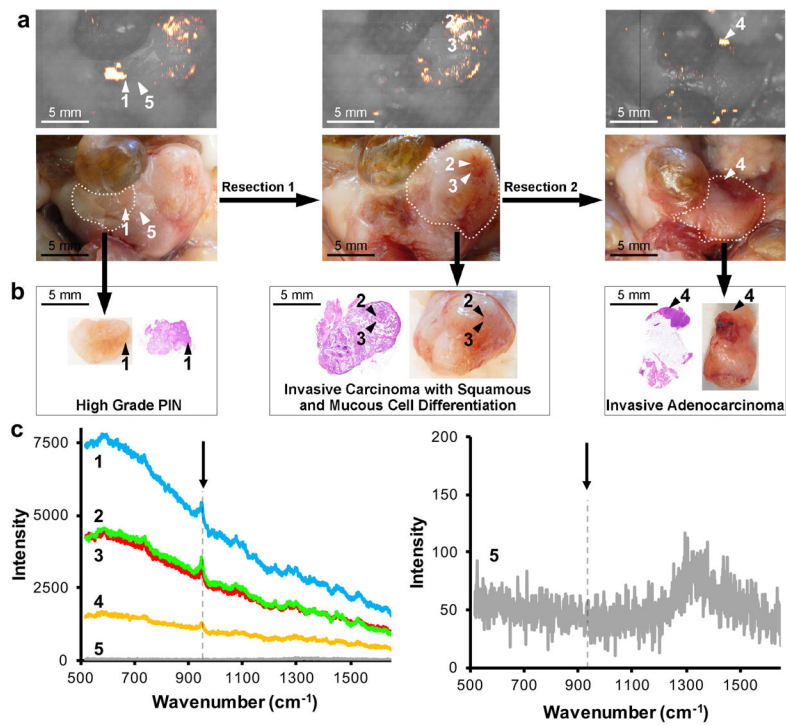 a
2
3
4
1
5
5 mm
5 mm
5 mm
2
3
4
Resection 1
Resection 2
1
5
5 mm
5 mm
5 mm
b
5 mm
5 mm
5 mm
2
2
4
4
1
1
3
3
High Grade PIN
Invasive Carcinoma with Squamous
and Mucous Cell Differentiation
Invasive Adenocarcinoma
c
7500
5000
2500
0
Intensity
1
2
3
4
5
500
700
900
1100
1300
1500
Wavenumber (cm⁻¹)
200
150
100
50
0
Intensity
5
500
700
900
1100
1300
1500
Wavenumber (cm⁻¹)